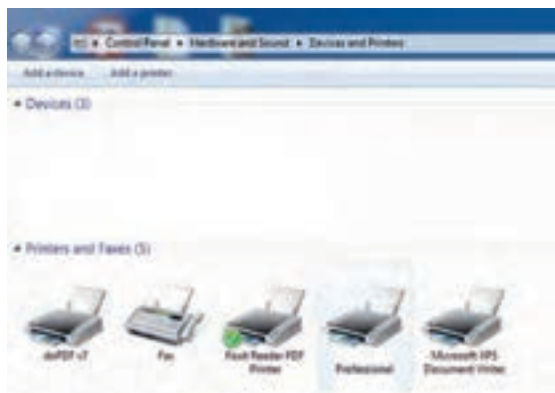 Control Panel ▸ Hardware and Sound ▸ Devices and Printers
Add a device Add a printer
Devices (3)
Printers and Faxes (5)
doPDF v7
Fax
Foxit Reader PDF
Printer
Professional
Microsoft XPS
Document Writer